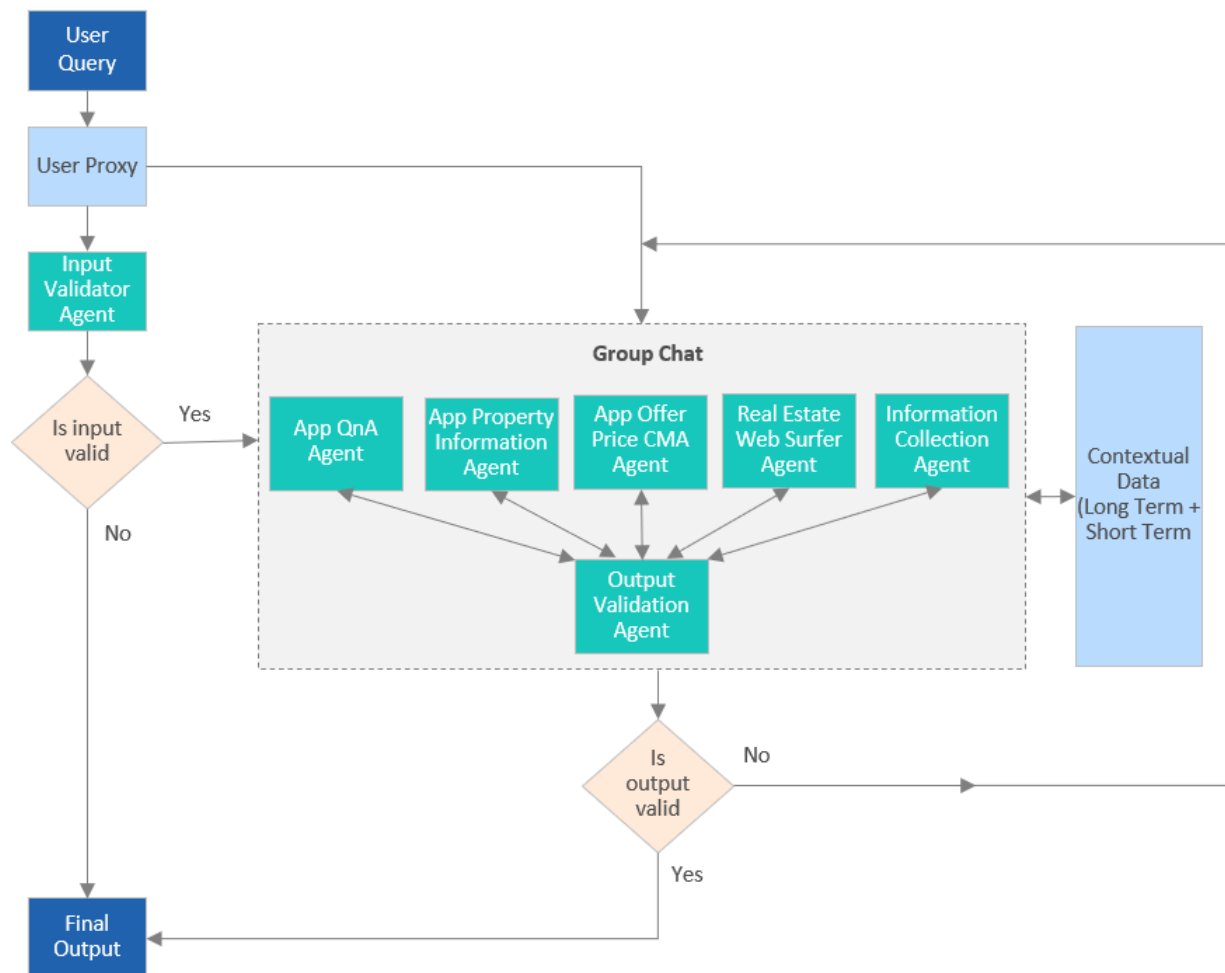 User
Query
User Proxy
Input
Validator
Agent
Is input
valid
Yes
No
Group Chat
App QnA
Agent
App Property
Information
Agent
App Offer
Price CMA
Agent
Real Estate
Web Surfer
Agent
Information
Collection
Agent
Output
Validation
Agent
Contextual
Data
(Long Term +
Short Term
Is
output
valid
No
Yes
Final
Output